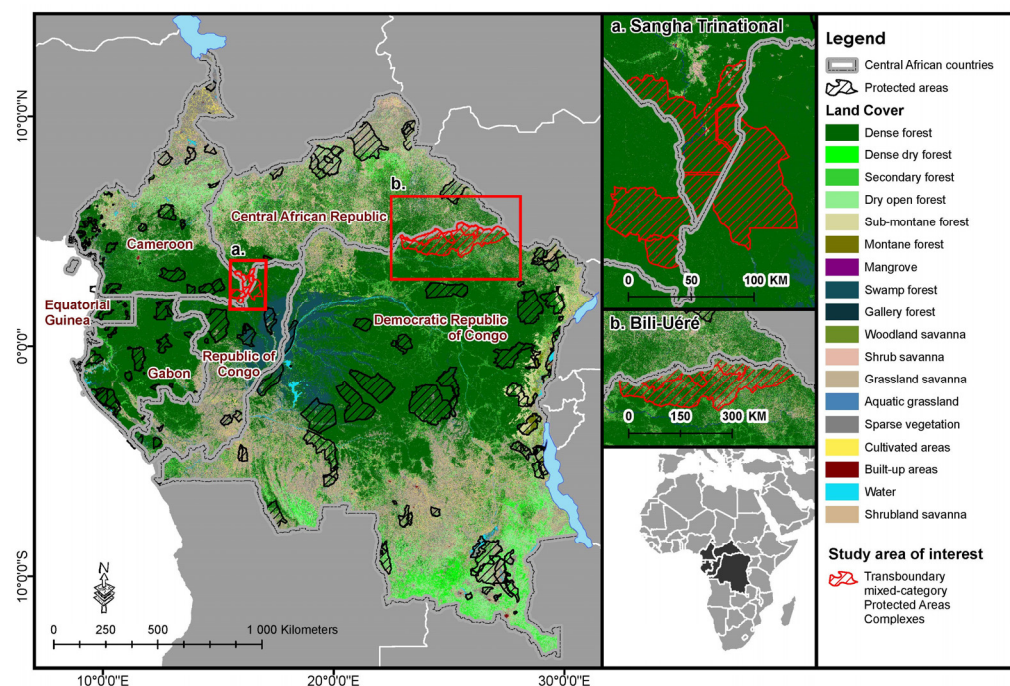 10°0'0"N
0°0'0"
10°0'0"S
10°0'0"E
20°0'0"E
30°0'0"E
Central African Republic
Cameroon
Equatorial
Guinea
Gabon
Republic of
Congo
Democratic Republic
of Congo
a.
b.
N
0 250 500 1 000 Kilometers
a. Sangha Trinational
0 50 100 KM
b. Bili-Uéré
0 150 300 KM
Legend
Central African countries
Protected areas
Land Cover
Dense forest
Dense dry forest
Secondary forest
Dry open forest
Sub-montane forest
Montane forest
Mangrove
Swamp forest
Gallery forest
Woodland savanna
Shrub savanna
Grassland savanna
Aquatic grassland
Sparse vegetation
Cultivated areas
Built-up areas
Water
Shrubland savanna
Study area of interest
Transboundary
mixed-category
Protected Areas
Complexes